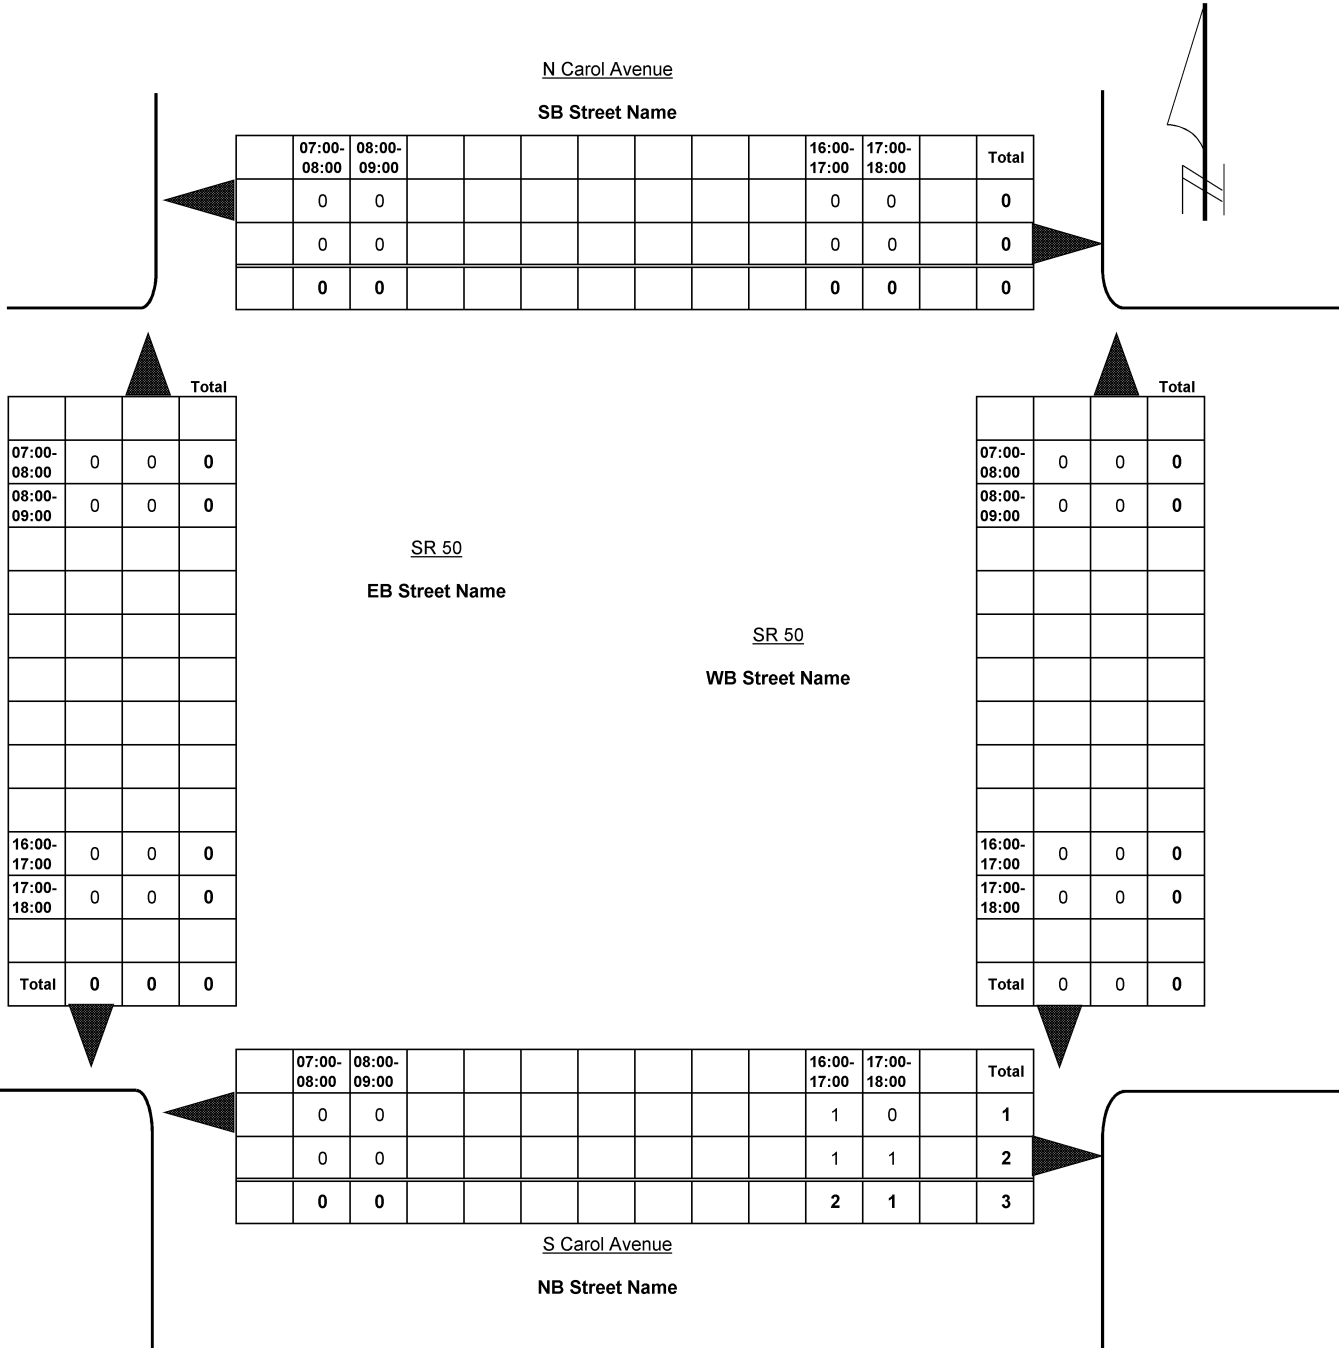 N Carol Avenue
SB Street Name
07:00-08:00 08:00-09:00 16:00-17:00 17:00-18:00 Total
0 0 0 0 0
0 0 0 0 0
0 0 0 0 0
Total
07:00-08:00 0 0 0
08:00-09:00 0 0 0
16:00-17:00 0 0 0
17:00-18:00 0 0 0
Total 0 0 0
SR 50
EB Street Name
SR 50
WB Street Name
Total
07:00-08:00 0 0 0
08:00-09:00 0 0 0
16:00-17:00 0 0 0
17:00-18:00 0 0 0
Total 0 0 0
07:00-08:00 08:00-09:00 16:00-17:00 17:00-18:00 Total
0 0 1 0 1
0 0 1 1 2
0 0 2 1 3
S Carol Avenue
NB Street Name
N